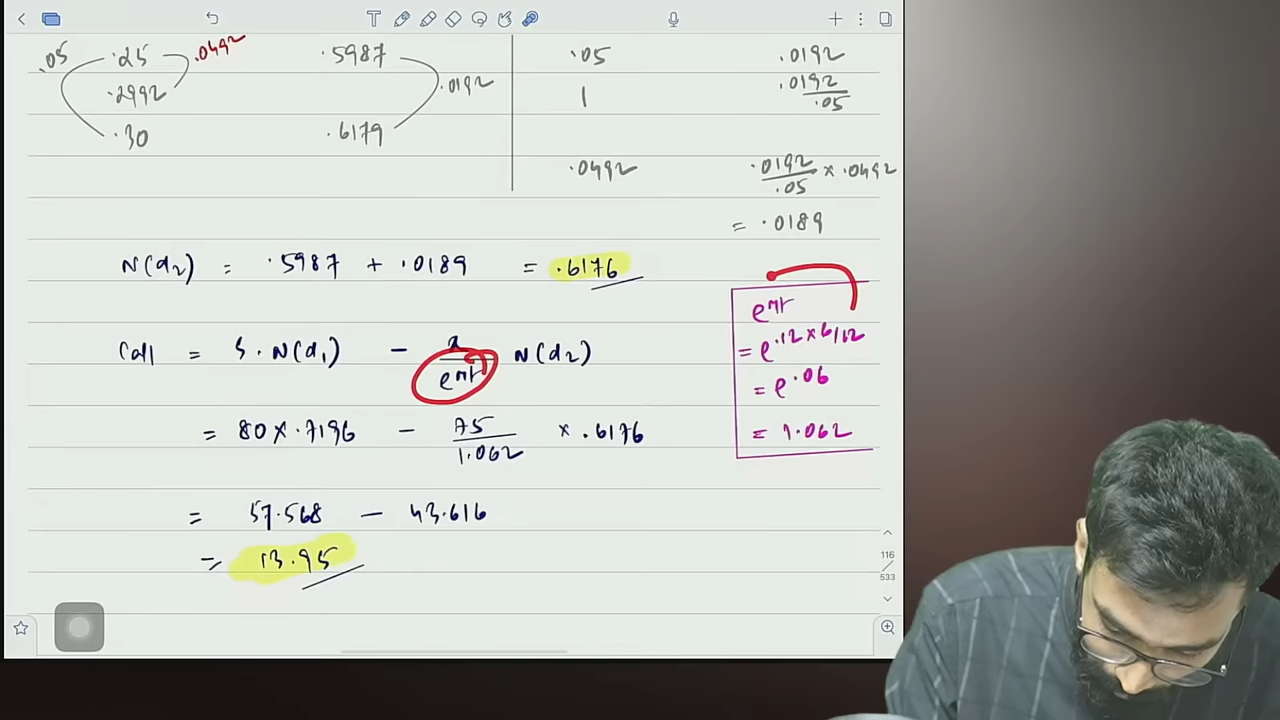 .05 .25 .0492 .5987 .05 .0192
.2992 .0192 1 .0192/.05
.30 .6179
.0492 .0192/.05 × .0492
= .0189
N(d2) = .5987 + .0189 = .6176
e^rt
Call = S . N(d1) - x/e^rt N(d2)
= e^.12×6/12
= e^.06
= 80 × .7196 - 75/1.062 × .6176
= 1.062
= 57.568 - 43.616
= 13.95
116
/
533
T